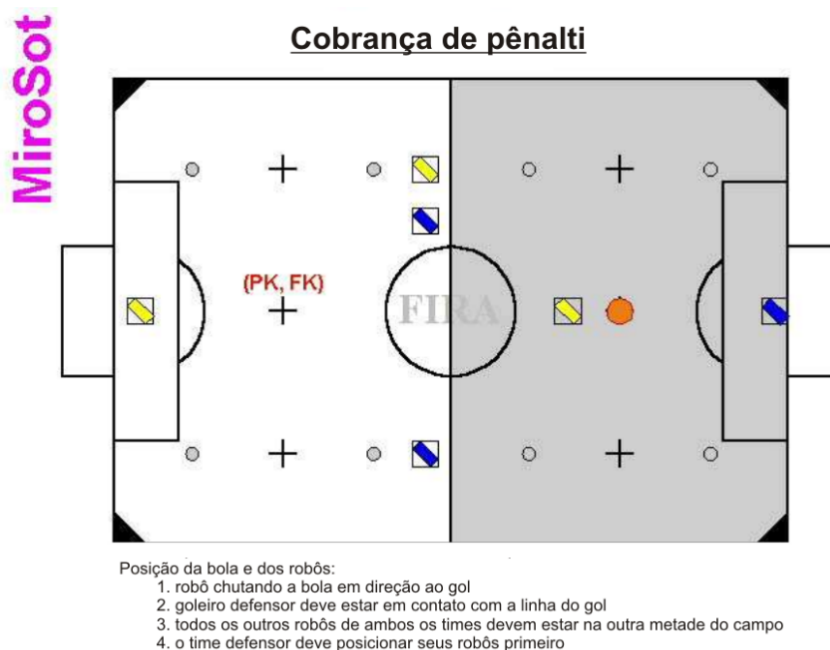 MiroSot
Cobrança de pênalti
(PK, FK)
FIRA
Posição da bola e dos robôs:
1. robô chutando a bola em direção ao gol
2. goleiro defensor deve estar em contato com a linha do gol
3. todos os outros robôs de ambos os times devem estar na outra metade do campo
4. o time defensor deve posicionar seus robôs primeiro